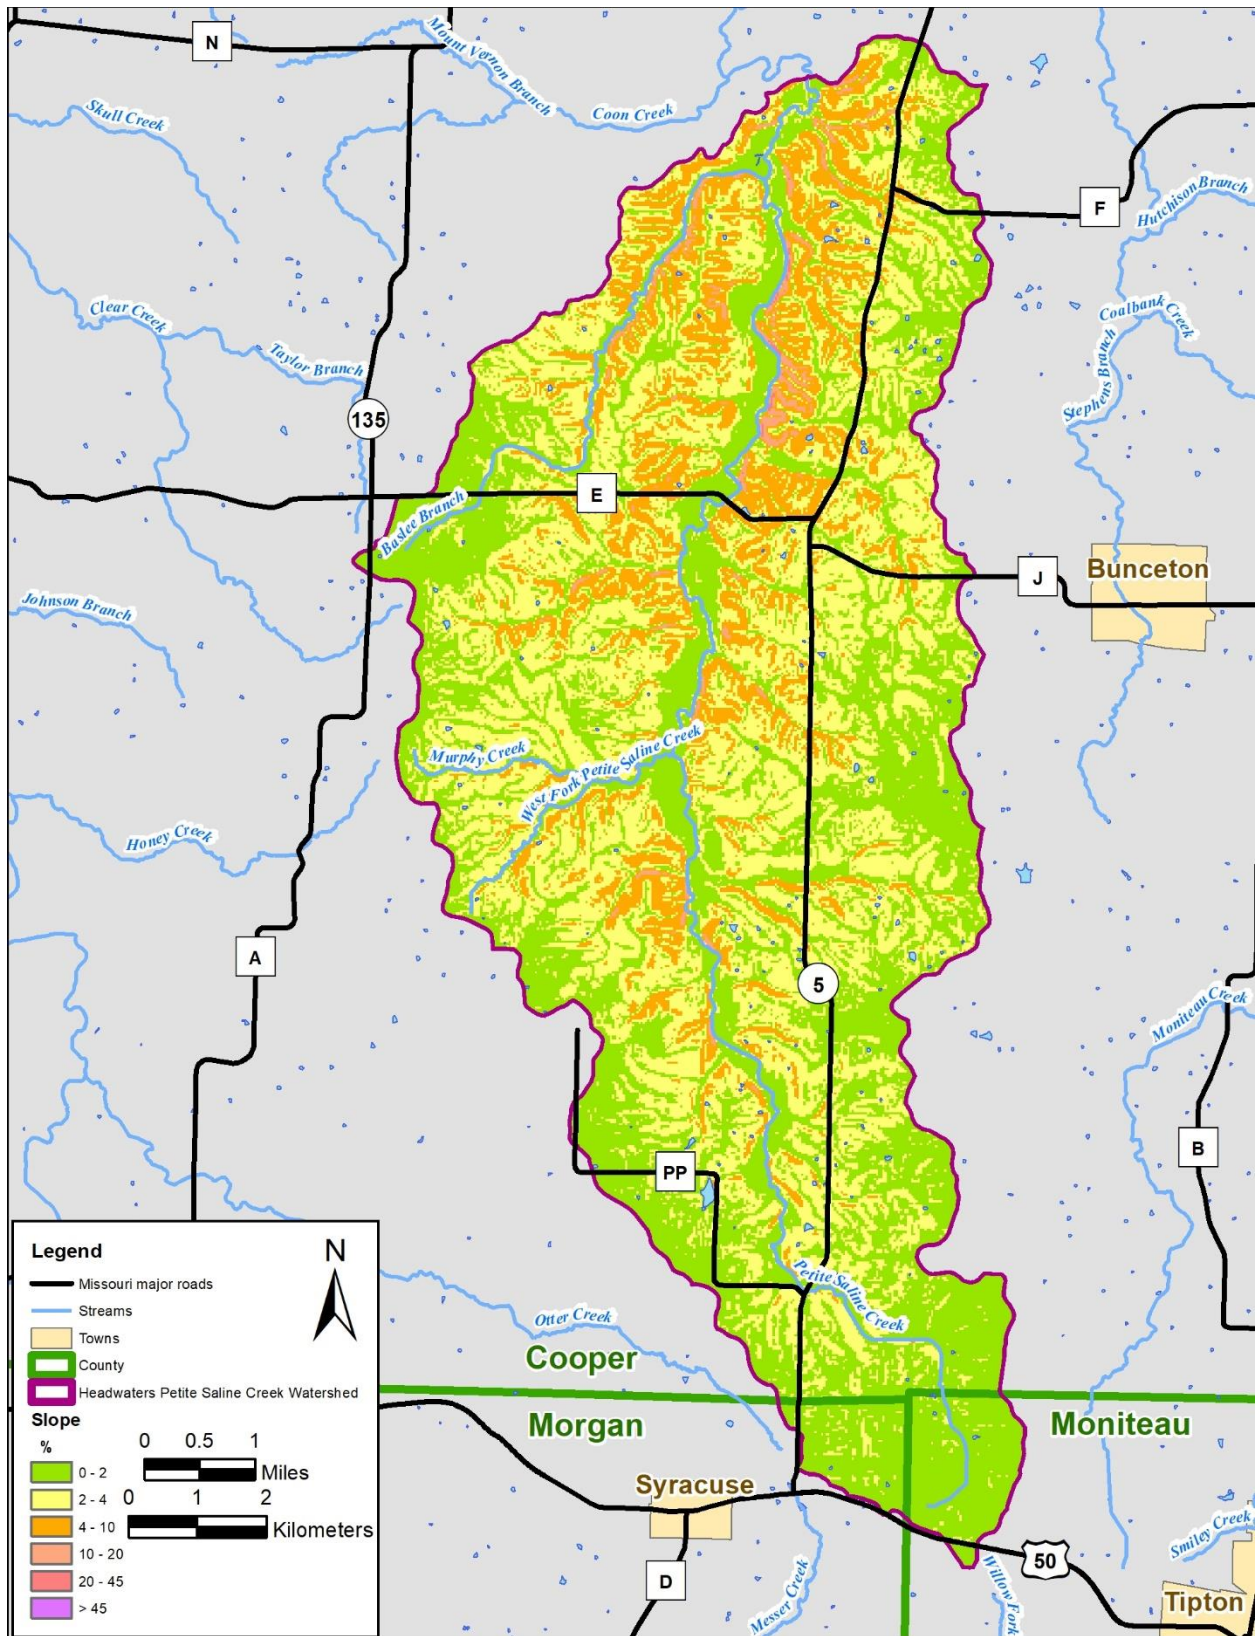 N
Mount Vernon Branch
Skull Creek
Coon Creek
F
Hutchison Branch
Clear Creek
Taylor Branch
Coalbank Creek
Stephens Branch
135
E
Baslee Branch
J
Bunceton
Johnson Branch
Murphy Creek
West Fork Petite Saline Creek
Honey Creek
A
5
Moniteau Creek
B
PP
Petite Saline Creek
Otter Creek
Cooper
Morgan
Moniteau
Syracuse
D
50
Messer Creek
Willow Fork
Smiley Creek
Tipton
Legend
N
Missouri major roads
Streams
Towns
County
Headwaters Petite Saline Creek Watershed
Slope
%
0 - 2
2 - 4
4 - 10
10 - 20
20 - 45
> 45
0 0.5 1
Miles
0 1 2
Kilometers